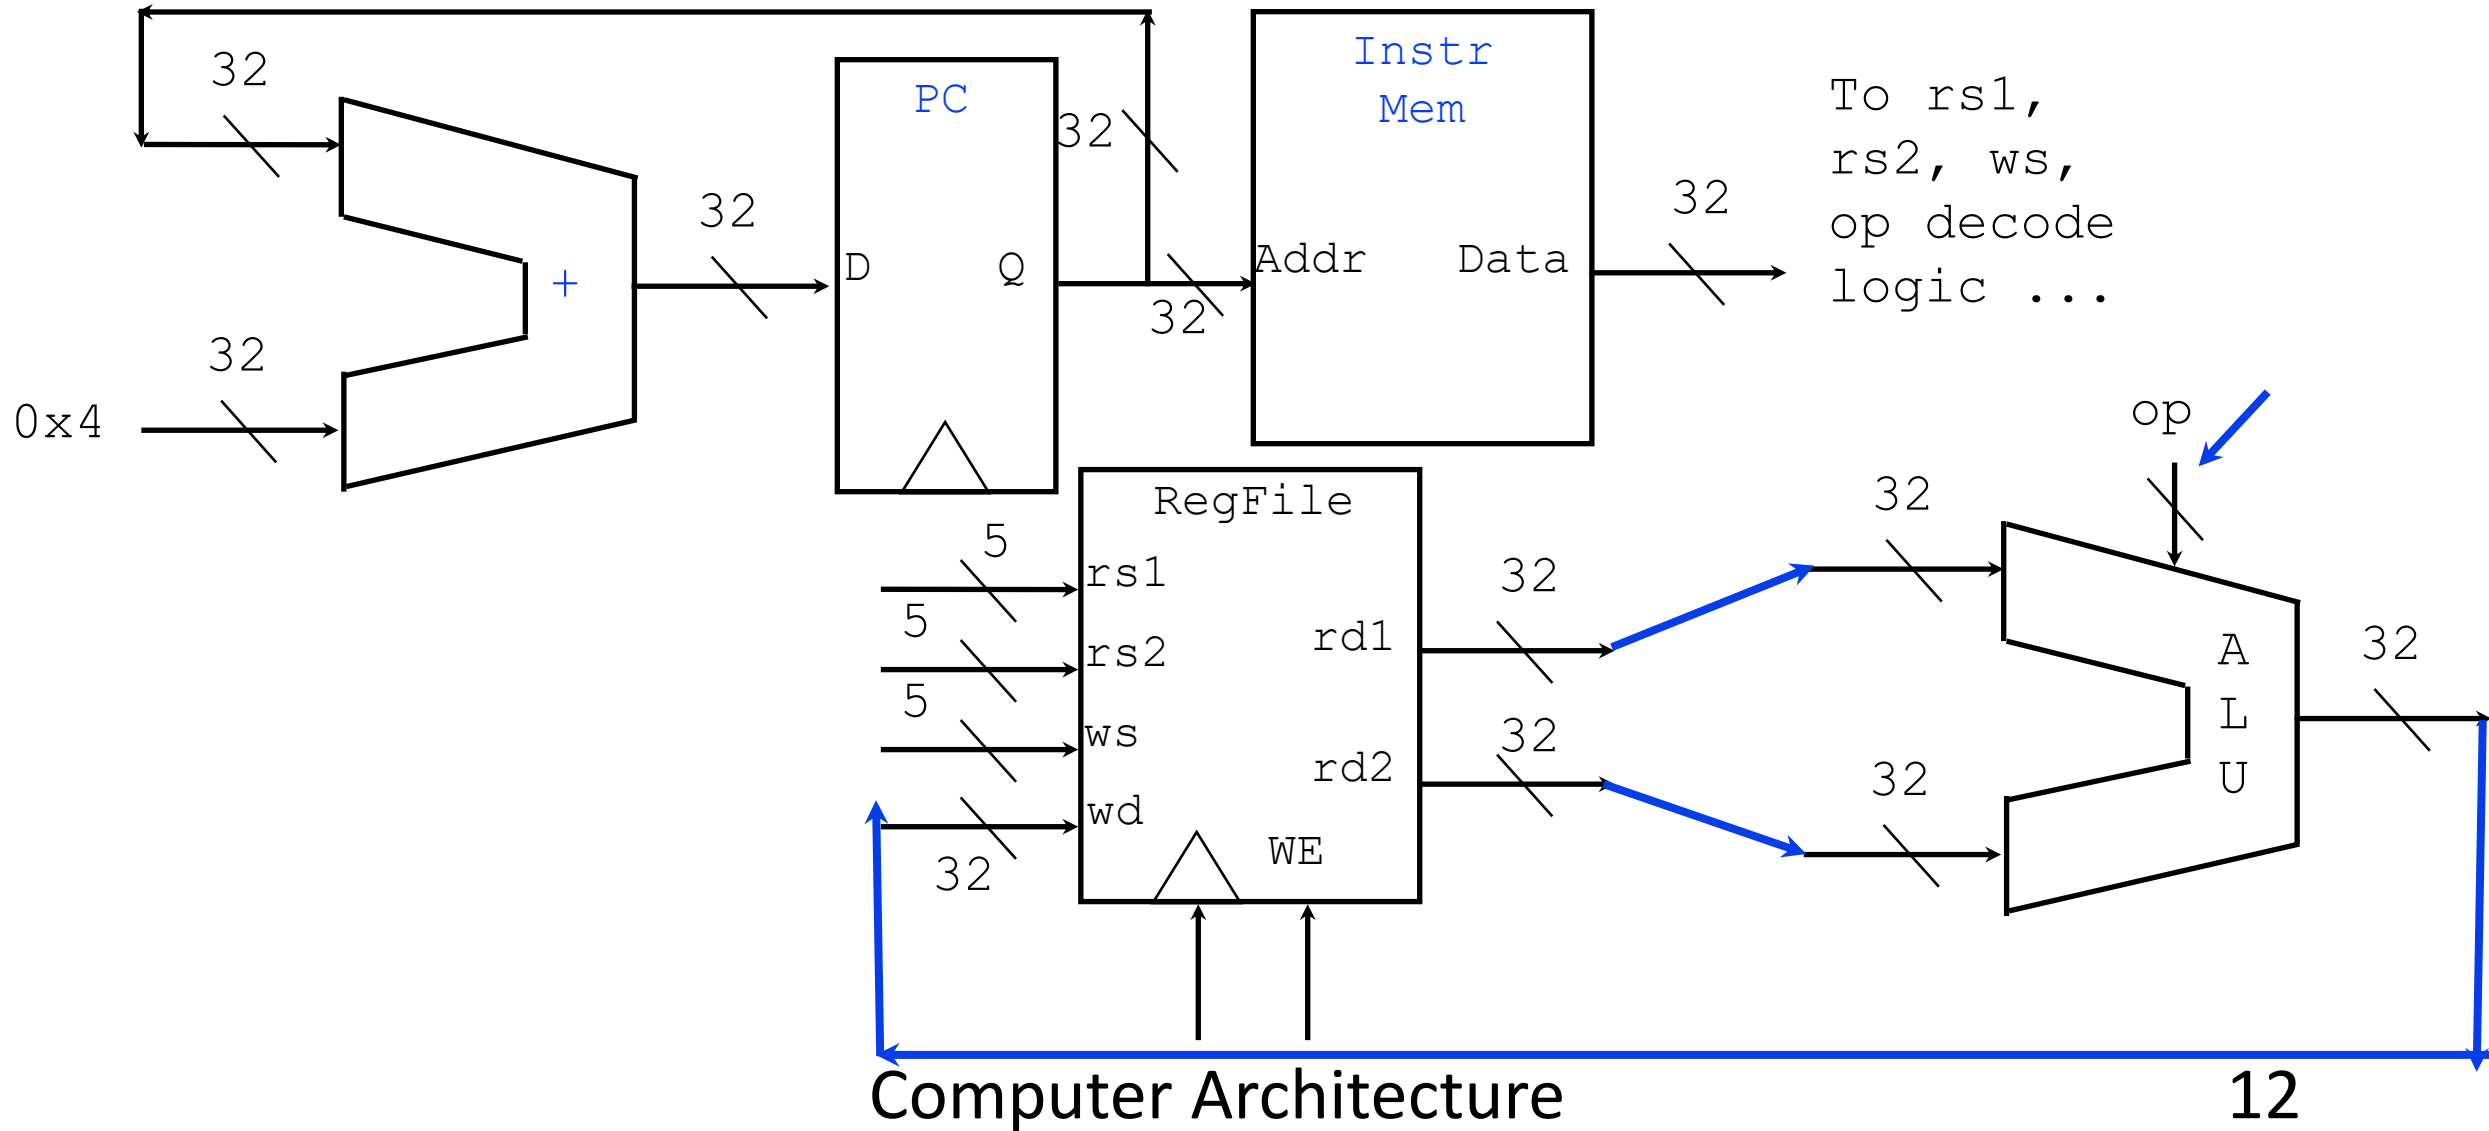 32
Instr
Mem
PC
32
To rs1,
rs2, ws,
op decode
logic ...
32
32
D
Q
Addr
Data
+
32
32
0x4
op
RegFile
32
5
rs1
32
5
rs2
rd1
A
L
U
32
5
ws
32
rd2
32
wd
WE
32
Computer Architecture
12